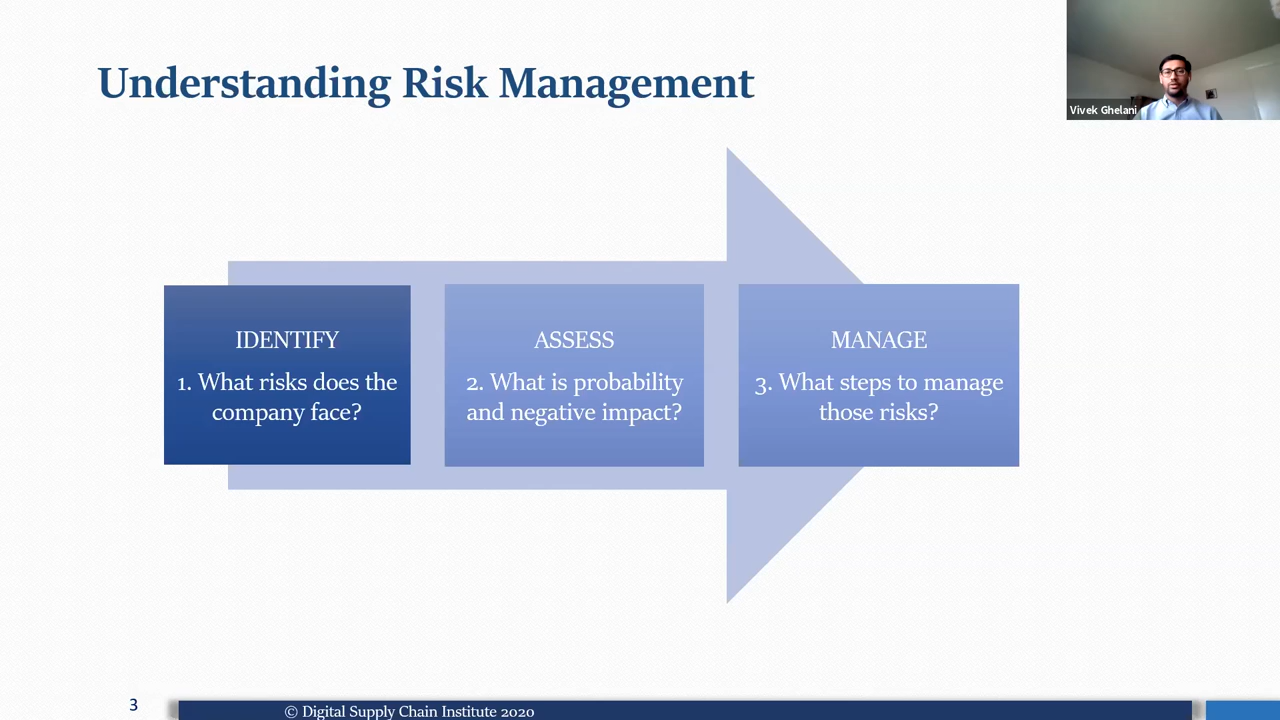 Understanding Risk Management
Vivek Ghelani
IDENTIFY
1. What risks does the
company face?
ASSESS
2. What is probability
and negative impact?
MANAGE
3. What steps to manage
those risks?
3
© Digital Supply Chain Institute 2020